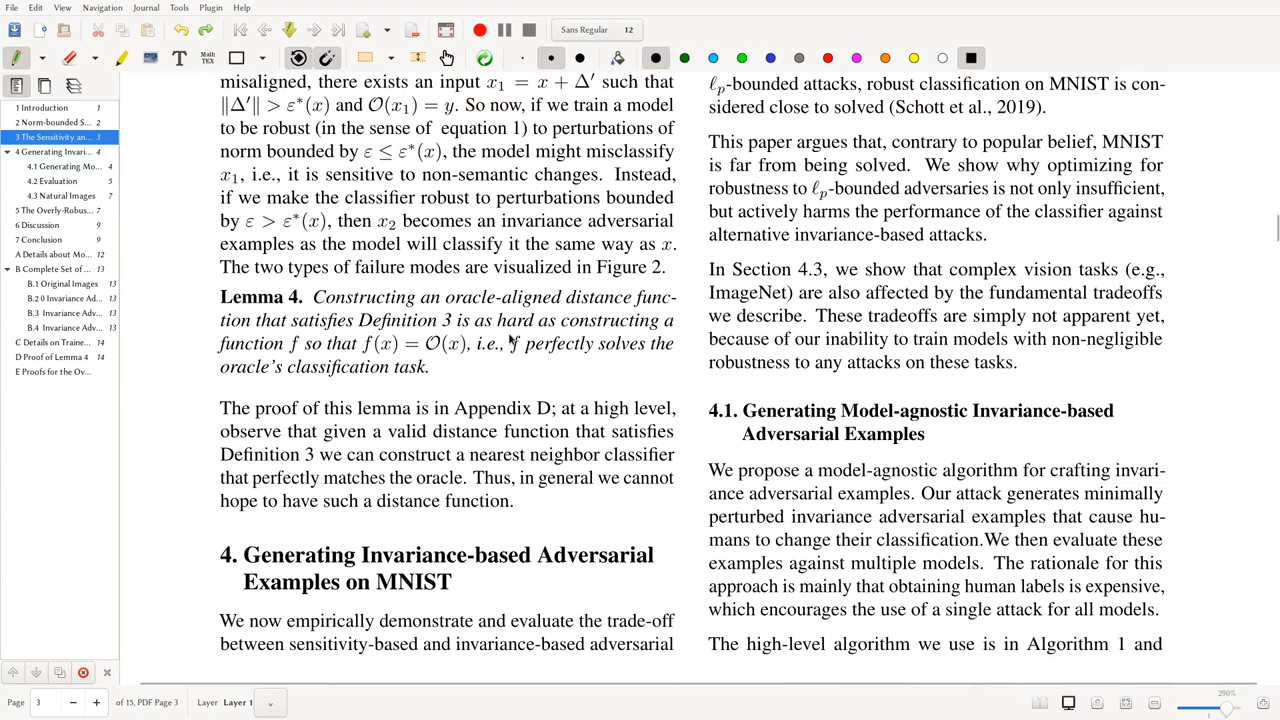 File Edit View Navigation Journal Tools Plugin Help
Sans Regular 12
Math TEX
1 Introduction 1
2 Norm-bounded S... 2
3 The Sensitivity an... 3
4 Generating Invari... 4
4.1 Generating Mo... 4
4.2 Evaluation 5
4.3 Natural Images 7
5 The Overly-Robus... 7
6 Discussion 9
7 Conclusion 9
A Details about Mo... 12
B Complete Set of ... 13
B.1 Original Images 13
B.2 0 Invariance Ad... 13
B.3 Invariance Adv... 13
B.4 Invariance Adv... 13
C Details on Traine... 14
D Proof of Lemma 4 14
E Proofs for the Ov...
misaligned, there exists an input x₁ = x + Δ′ such that
‖Δ′‖ > ε*(x) and O(x₁) = y. So now, if we train a model
to be robust (in the sense of equation 1) to perturbations of
norm bounded by ε ≤ ε*(x), the model might misclassify
x₁, i.e., it is sensitive to non-semantic changes. Instead,
if we make the classifier robust to perturbations bounded
by ε > ε*(x), then x₂ becomes an invariance adversarial
examples as the model will classify it the same way as x.
The two types of failure modes are visualized in Figure 2.
Lemma 4. Constructing an oracle-aligned distance func-
tion that satisfies Definition 3 is as hard as constructing a
function f so that f(x) = O(x), i.e., f perfectly solves the
oracle's classification task.
The proof of this lemma is in Appendix D; at a high level,
observe that given a valid distance function that satisfies
Definition 3 we can construct a nearest neighbor classifier
that perfectly matches the oracle. Thus, in general we cannot
hope to have such a distance function.
4. Generating Invariance-based Adversarial
Examples on MNIST
We now empirically demonstrate and evaluate the trade-off
between sensitivity-based and invariance-based adversarial
ℓₚ-bounded attacks, robust classification on MNIST is con-
sidered close to solved (Schott et al., 2019).
This paper argues that, contrary to popular belief, MNIST
is far from being solved. We show why optimizing for
robustness to ℓₚ-bounded adversaries is not only insufficient,
but actively harms the performance of the classifier against
alternative invariance-based attacks.
In Section 4.3, we show that complex vision tasks (e.g.,
ImageNet) are also affected by the fundamental tradeoffs
we describe. These tradeoffs are simply not apparent yet,
because of our inability to train models with non-negligible
robustness to any attacks on these tasks.
4.1. Generating Model-agnostic Invariance-based
Adversarial Examples
We propose a model-agnostic algorithm for crafting invari-
ance adversarial examples. Our attack generates minimally
perturbed invariance adversarial examples that cause hu-
mans to change their classification.We then evaluate these
examples against multiple models. The rationale for this
approach is mainly that obtaining human labels is expensive,
which encourages the use of a single attack for all models.
The high-level algorithm we use is in Algorithm 1 and
Page 3 of 15, PDF Page 3 Layer Layer 1
290%
1